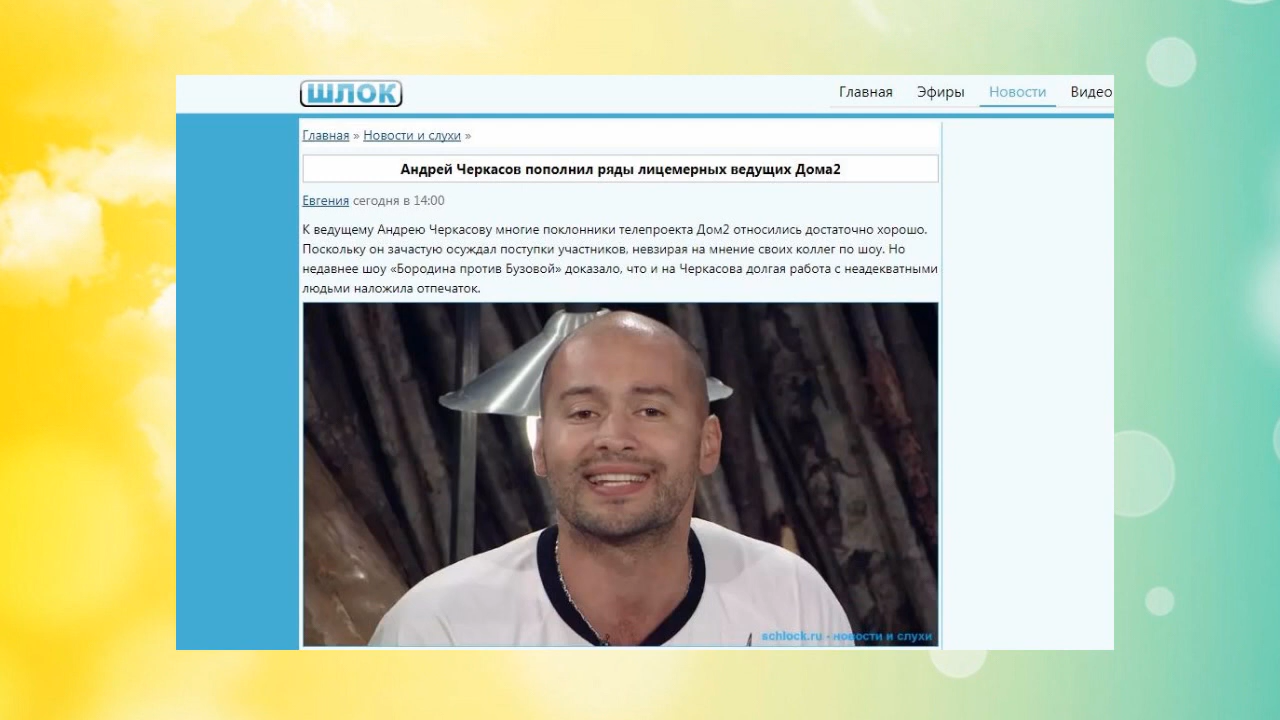 ШЛОК
Главная Эфиры Новости Видео
Главная » Новости и слухи »
Андрей Черкасов пополнил ряды лицемерных ведущих Дома2
Евгения сегодня в 14:00
К ведущему Андрею Черкасову многие поклонники телепроекта Дом2 относились достаточно хорошо.
Поскольку он зачастую осуждал поступки участников, невзирая на мнение своих коллег по шоу. Но
недавнее шоу «Бородина против Бузовой» доказало, что и на Черкасова долгая работа с неадекватными
людьми наложила отпечаток.
schlock.ru - новости и слухи